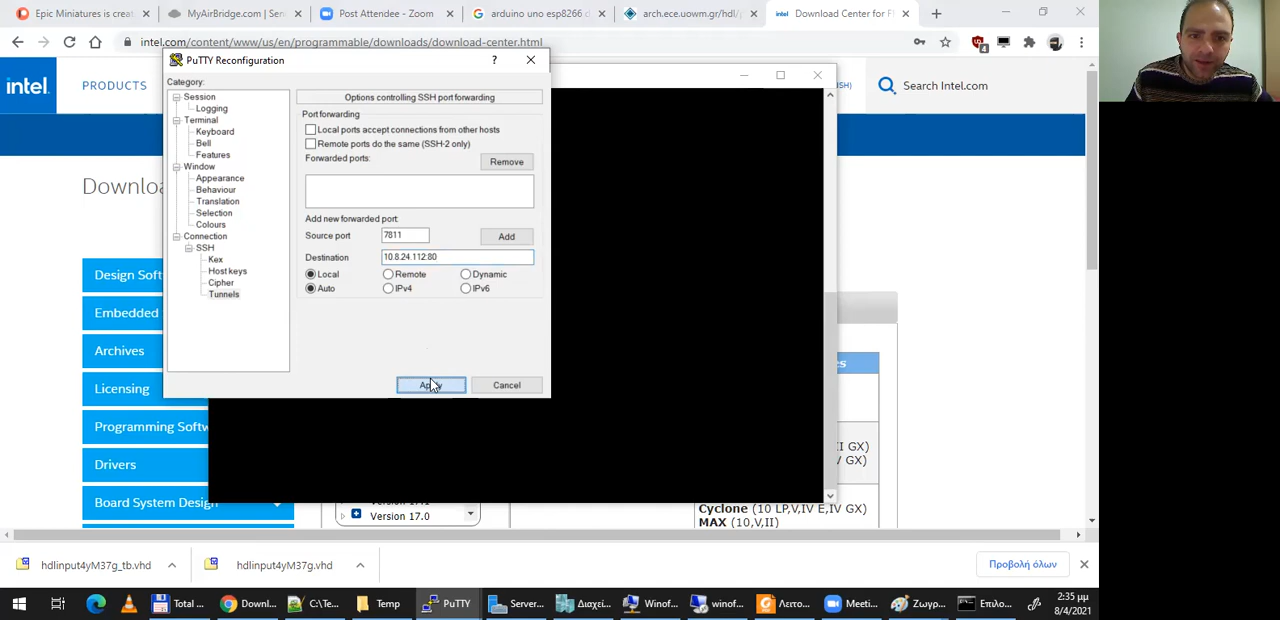 Epic Miniatures is creat
MyAirBridge.com | Sen
Post Attendee - Zoom
arduino uno esp8266 d
arch.ece.uowm.gr/hdl/p
Download Center for F
intel.com/content/www/us/en/programmable/downloads/download-center.html
4
intel.
PRODUCTS
SH)
Search Intel.com
PuTTY Reconfiguration
?
Category:
Session
Logging
Terminal
Keyboard
Bell
Features
Window
Appearance
Behaviour
Translation
Selection
Colours
Connection
SSH
Kex
Host keys
Cipher
Tunnels
Options controlling SSH port forwarding
Port forwarding
Local ports accept connections from other hosts
Remote ports do the same (SSH-2 only)
Forwarded ports:
Remove
Add new forwarded port:
Source port
7811
Add
Destination
10.8.24.112:80
Local
Remote
Dynamic
Auto
IPv4
IPv6
Apply
Cancel
Downloa
Design Soft
Embedded
Archives
Licensing
Programming Softw
Drivers
Board System Design
s
II GX)
V GX)
Version 17.0
Cyclone (10 LP,V,IV E,IV GX)
MAX (10,V,II)
hdlinput4yM37g_tb.vhd
hdlinput4yM37g.vhd
Προβολή όλων
Total ...
Downl...
C:\Te...
Temp
PuTTY
Server...
Διαχεί...
Winof...
winof...
Λειτο...
Meeti...
Ζωγρ...
Επιλο...
2:35 μμ
8/4/2021